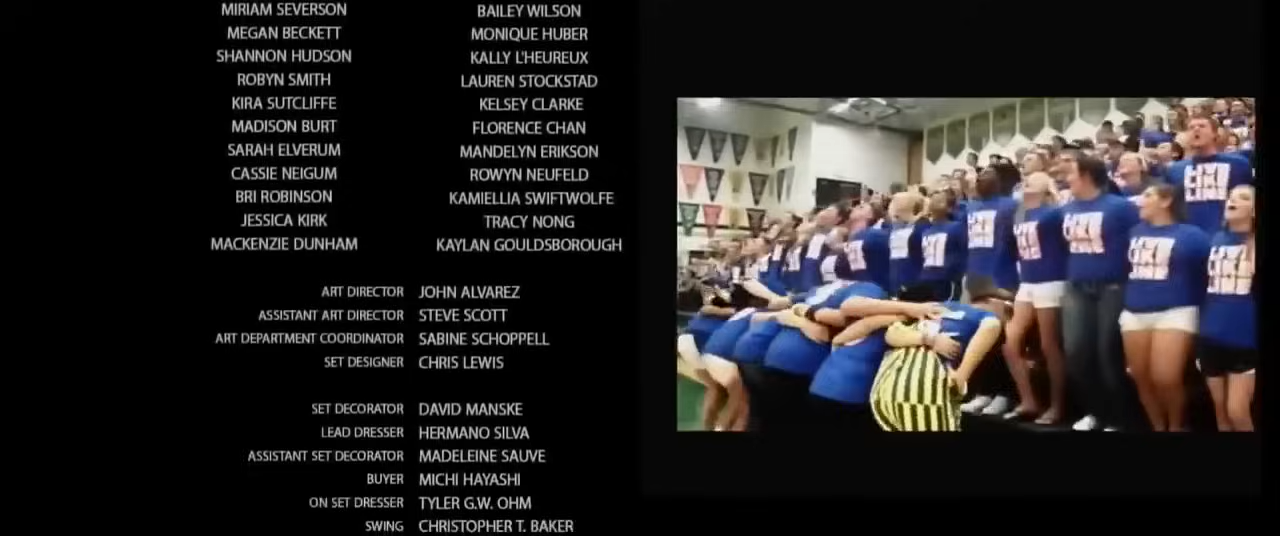 MIRIAM SEVERSON BAILEY WILSON
MEGAN BECKETT MONIQUE HUBER
SHANNON HUDSON KALLY L'HEUREUX
ROBYN SMITH LAUREN STOCKSTAD
KIRA SUTCLIFFE KELSEY CLARKE
MADISON BURT FLORENCE CHAN
SARAH ELVERUM MANDELYN ERIKSON
CASSIE NEIGUM ROWYN NEUFELD
BRI ROBINSON KAMIELLIA SWIFTWOLFE
JESSICA KIRK TRACY NONG
MACKENZIE DUNHAM KAYLAN GOULDSBOROUGH
ART DIRECTOR JOHN ALVAREZ
ASSISTANT ART DIRECTOR STEVE SCOTT
ART DEPARTMENT COORDINATOR SABINE SCHOPPELL
SET DESIGNER CHRIS LEWIS
SET DECORATOR DAVID MANSKE
LEAD DRESSER HERMANO SILVA
ASSISTANT SET DECORATOR MADELEINE SAUVE
BUYER MICHI HAYASHI
ON SET DRESSER TYLER G.W. OHM
SWING CHRISTOPHER T. BAKER